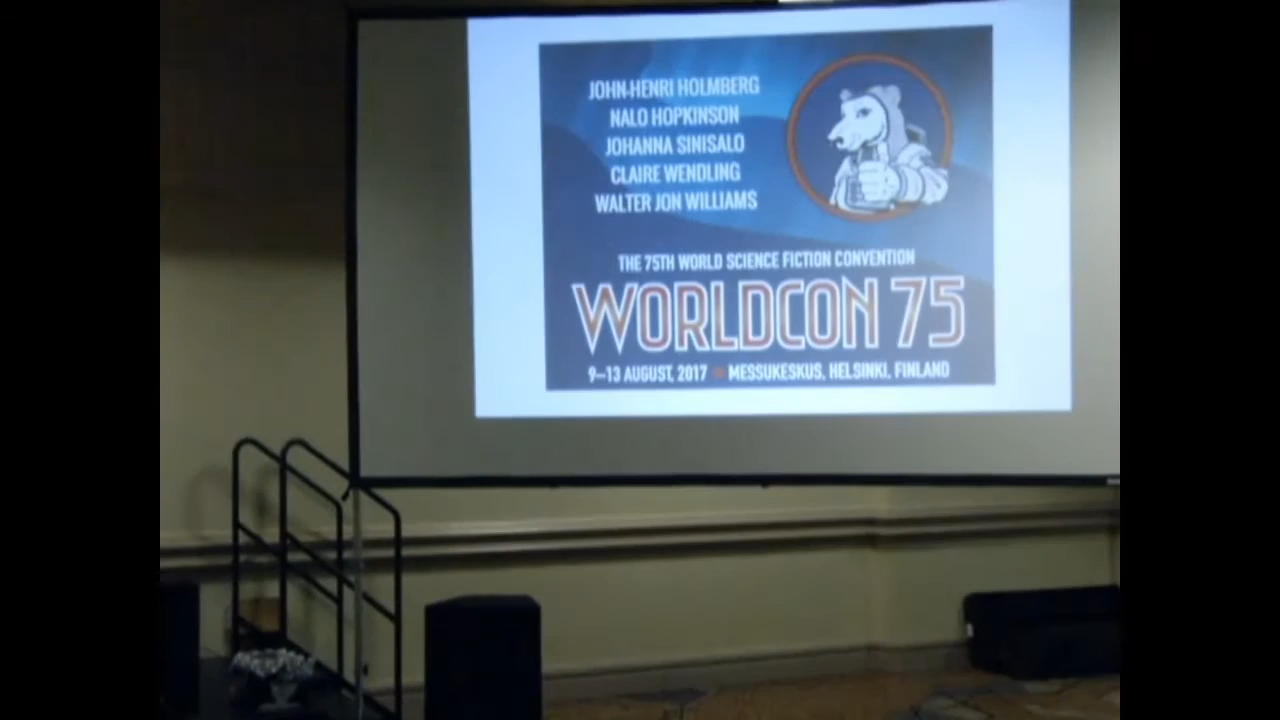 JOHN-HENRI HOLMBERG
NALO HOPKINSON
JOHANNA SINISALO
CLAIRE WENDLING
WALTER JON WILLIAMS
THE 75TH WORLD SCIENCE FICTION CONVENTION
WORLDCON 75
9–13 AUGUST, 2017 MESSUKESKUS, HELSINKI, FINLAND